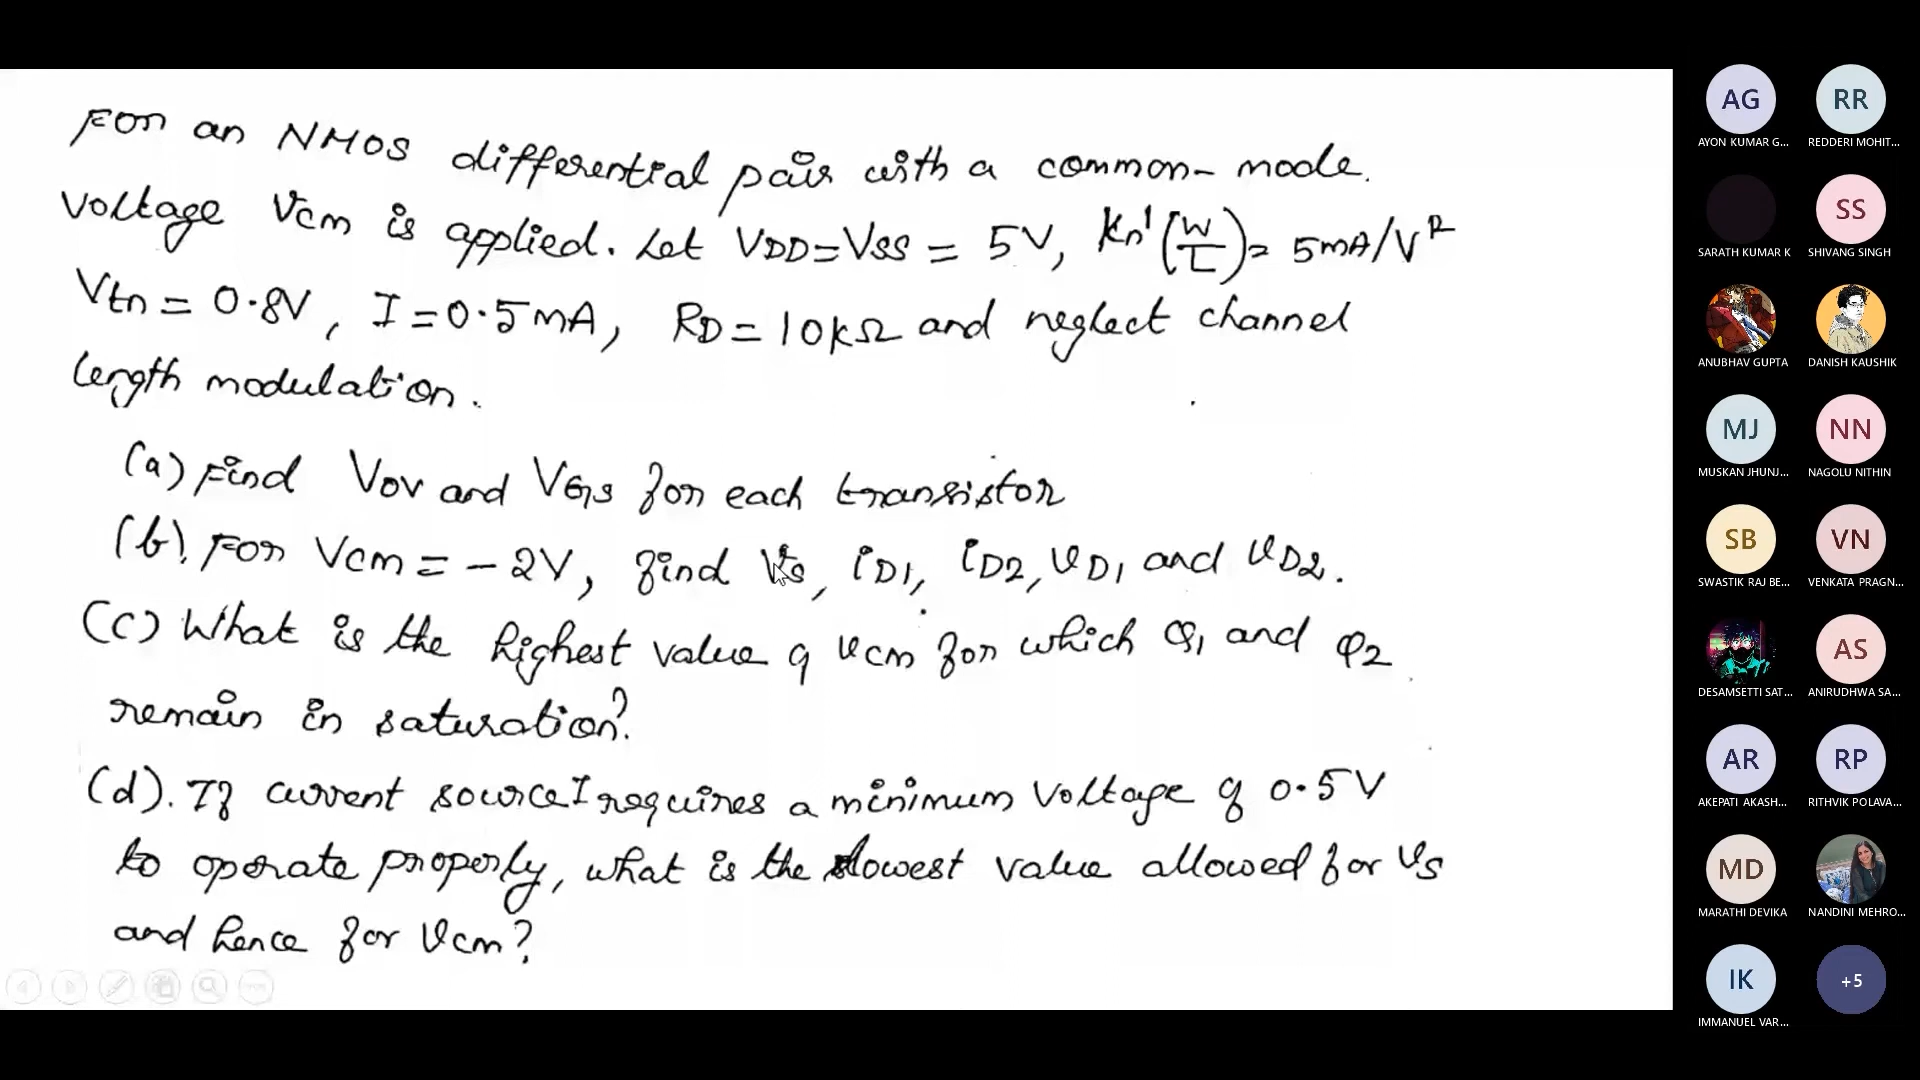 For an NMOS differential pair with a common-mode.
voltage Vcm is applied. Let VDD=VSS = 5V, Kn'(W/L)= 5mA/V²
Vtn = 0.8V, I=0.5mA, RD=10kΩ and neglect channel
length modulation.
(a) Find Vov and VGS for each transistor
(b). For Vcm = -2V, find Vs, iD1, iD2, vD1 and vD2.
(c) What is the highest value of vcm for which Q1 and Q2
remain in saturation?
(d). If current source I requires a minimum voltage of 0.5V
to operate properly, what is the lowest value allowed for vs
and hence for vcm?
AG
RR
AYON KUMAR G...
REDDERI MOHIT...
SS
SARATH KUMAR K
SHIVANG SINGH
ANUBHAV GUPTA
DANISH KAUSHIK
MJ
NN
MUSKAN JHUNJ...
NAGOLU NITHIN
SB
VN
SWASTIK RAJ BE...
VENKATA PRAGN...
AS
DESAMSETTI SAT...
ANIRUDHWA SA...
AR
RP
AKEPATI AKASH...
RITHVIK POLAVA...
MD
MARATHI DEVIKA
NANDINI MEHRO...
IK
+5
IMMANUEL VAR...